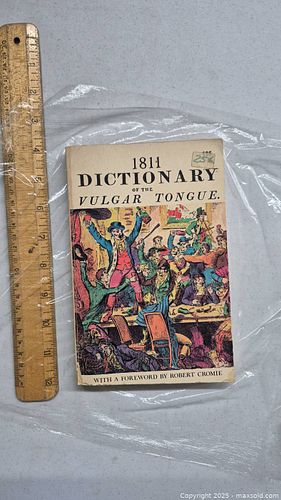 1811
DICTIONARY
OF THE
VULGAR TONGUE.
WITH A FOREWORD BY ROBERT CROMIE
Copyright 2025 - maxsold.com